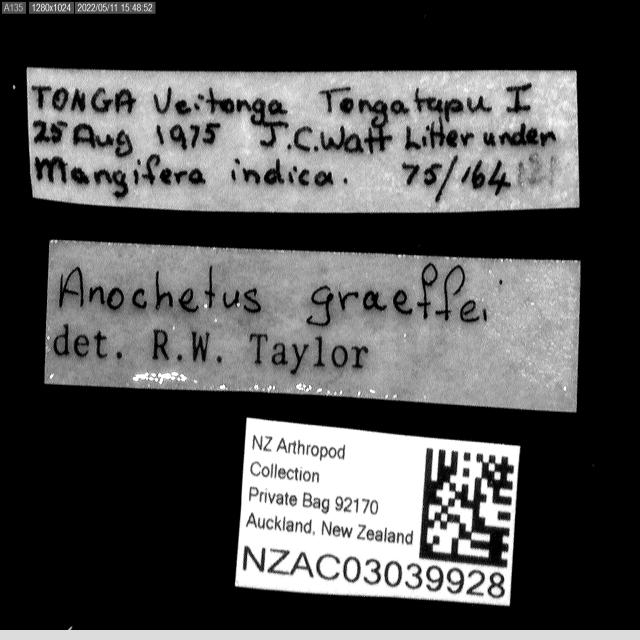 A135 1280x1024 2022/05/11 15:48:52
TONGA Veitonga Tongatapu I
25 Aug 1975 J.C.Watt Litter under
Mangifera indica. 75/164
Anochetus graeffei
det. R.W. Taylor
NZ Arthropod
Collection
Private Bag 92170
Auckland, New Zealand
NZAC03039928